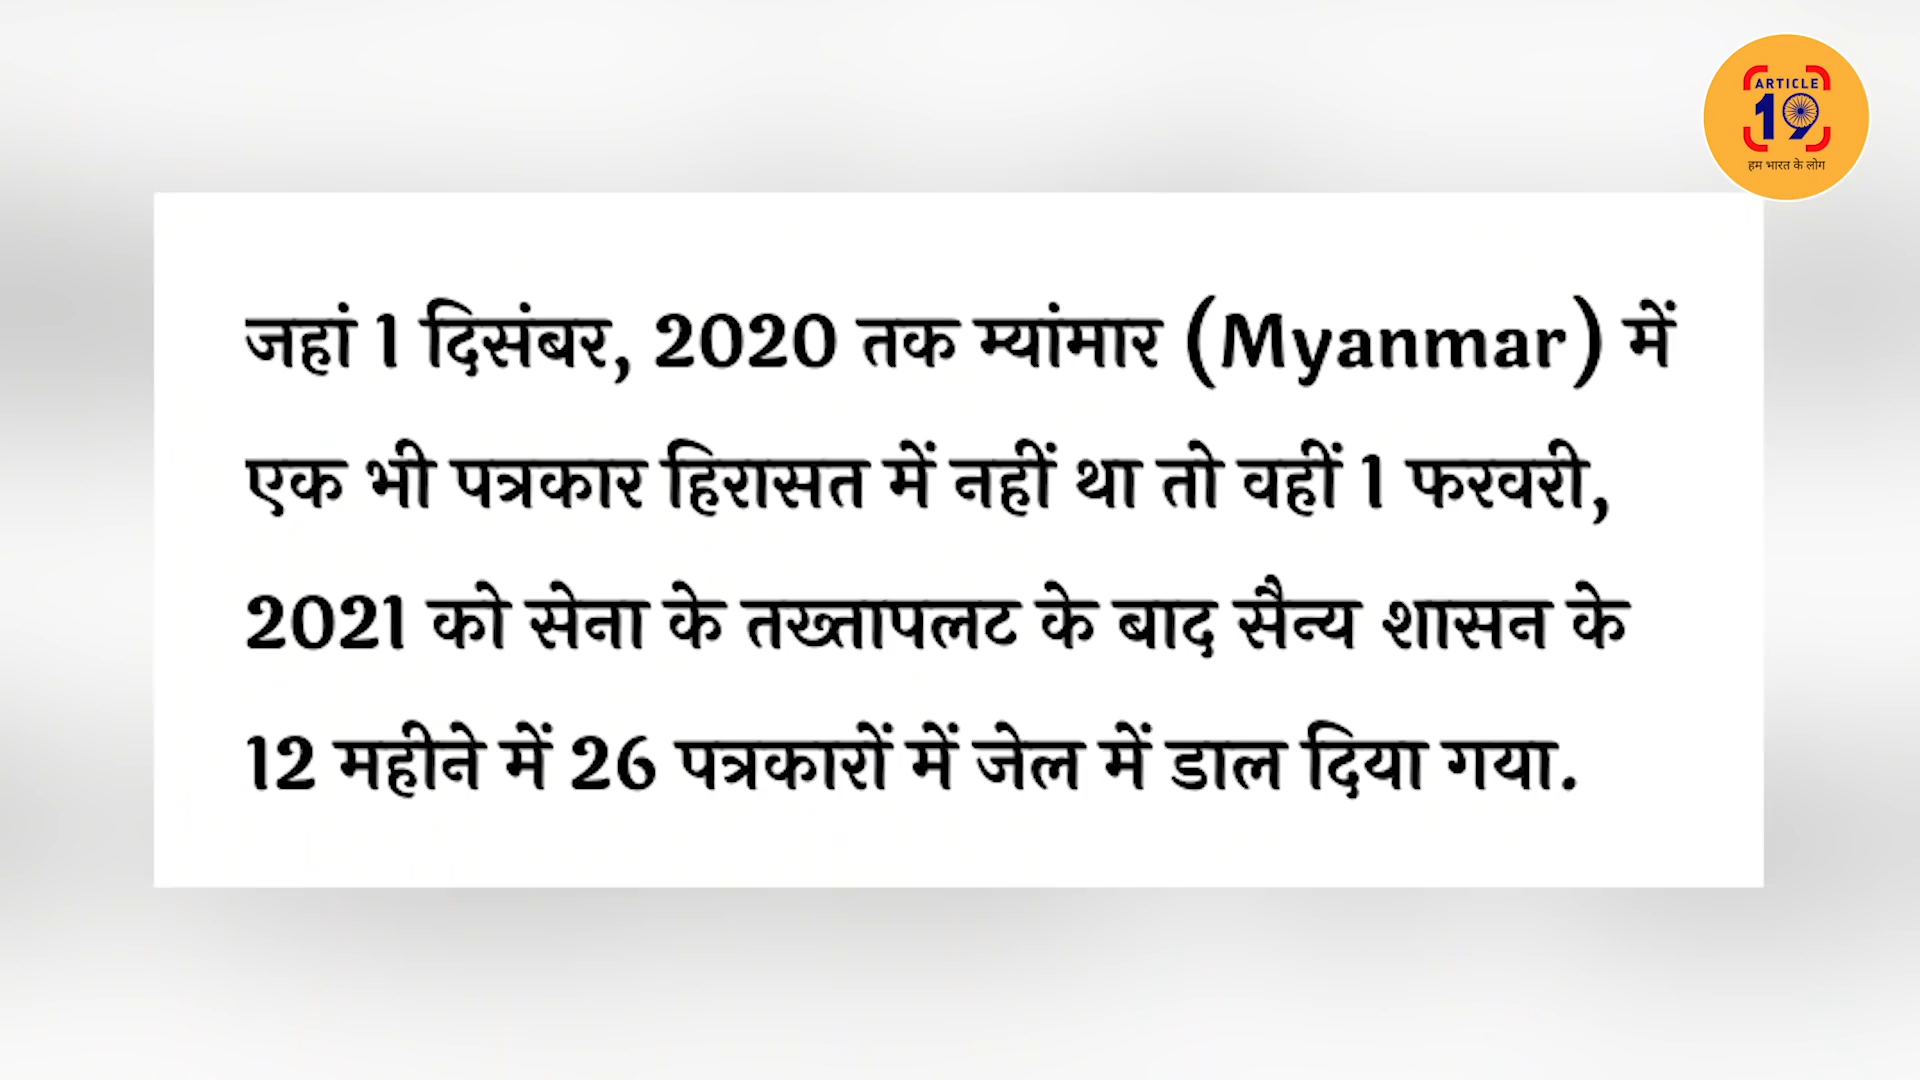 ARTICLE
19
हम भारत के लोग
जहां 1 दिसंबर, 2020 तक म्यांमार (Myanmar) में
एक भी पत्रकार हिरासत में नहीं था तो वहीं 1 फरवरी,
2021 को सेना के तख्तापलट के बाद सैन्य शासन के
12 महीने में 26 पत्रकारों में जेल में डाल दिया गया.